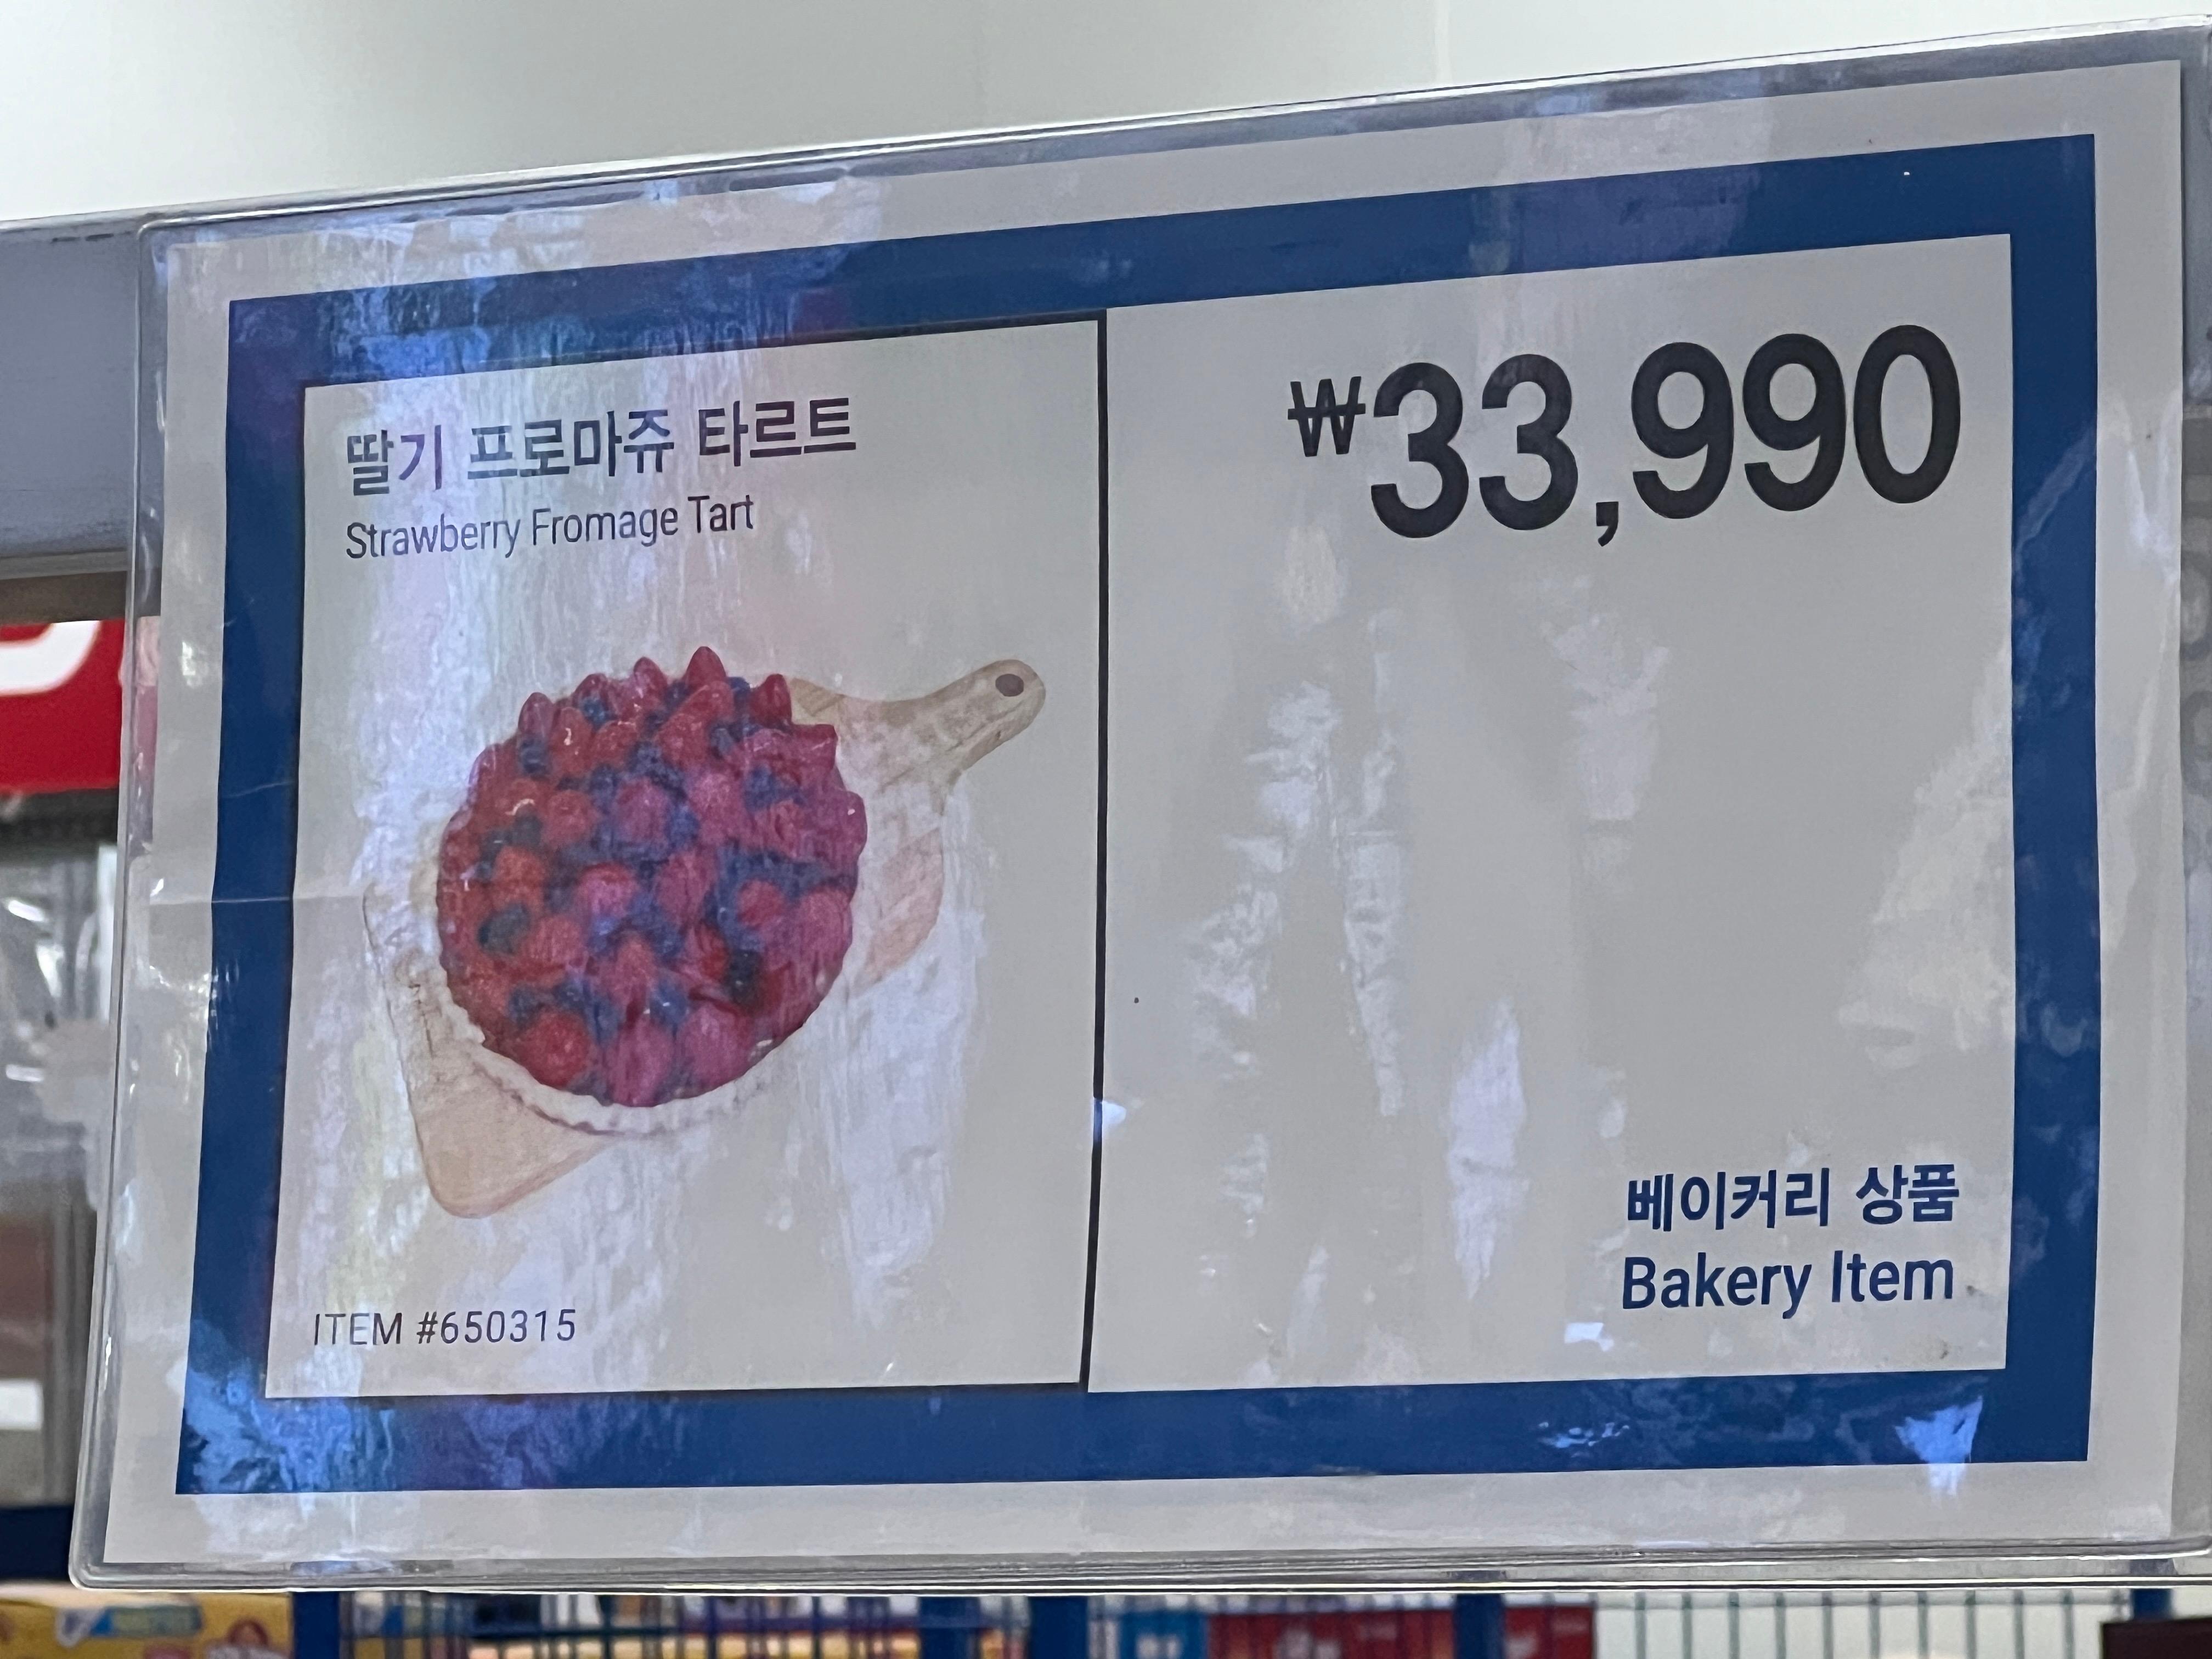 딸기 프로마쥬 타르트
Strawberry Fromage Tart
ITEM #650315
₩33,990
베이커리 상품
Bakery Item